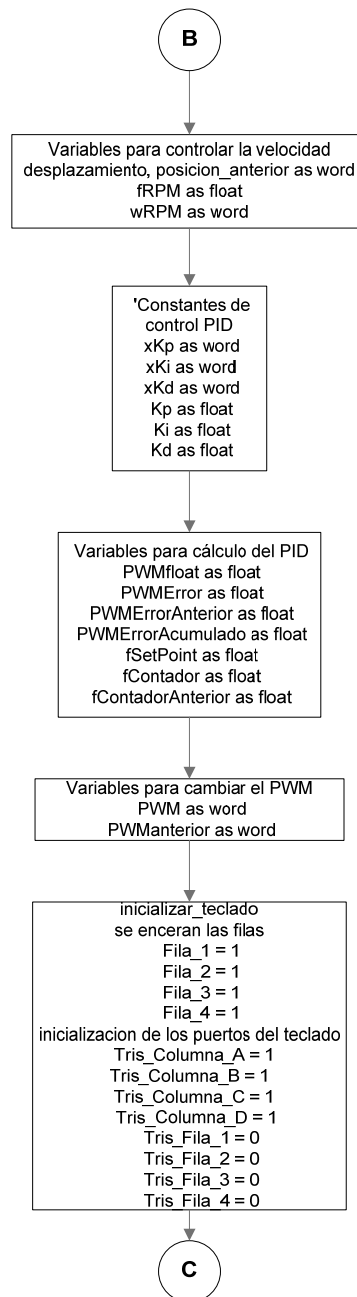 B
Variables para controlar la velocidad
desplazamiento, posicion_anterior as word
fRPM as float
wRPM as word
'Constantes de
control PID
xKp as word
xKi as word
xKd as word
Kp as float
Ki as float
Kd as float
Variables para cálculo del PID
PWMfloat as float
PWMError as float
PWMErrorAnterior as float
PWMErrorAcumulado as float
fSetPoint as float
fContador as float
fContadorAnterior as float
Variables para cambiar el PWM
PWM as word
PWManterior as word
inicializar_teclado
se enceran las filas
Fila_1 = 1
Fila_2 = 1
Fila_3 = 1
Fila_4 = 1
inicializacion de los puertos del teclado
Tris_Columna_A = 1
Tris_Columna_B = 1
Tris_Columna_C = 1
Tris_Columna_D = 1
Tris_Fila_1 = 0
Tris_Fila_2 = 0
Tris_Fila_3 = 0
Tris_Fila_4 = 0
C